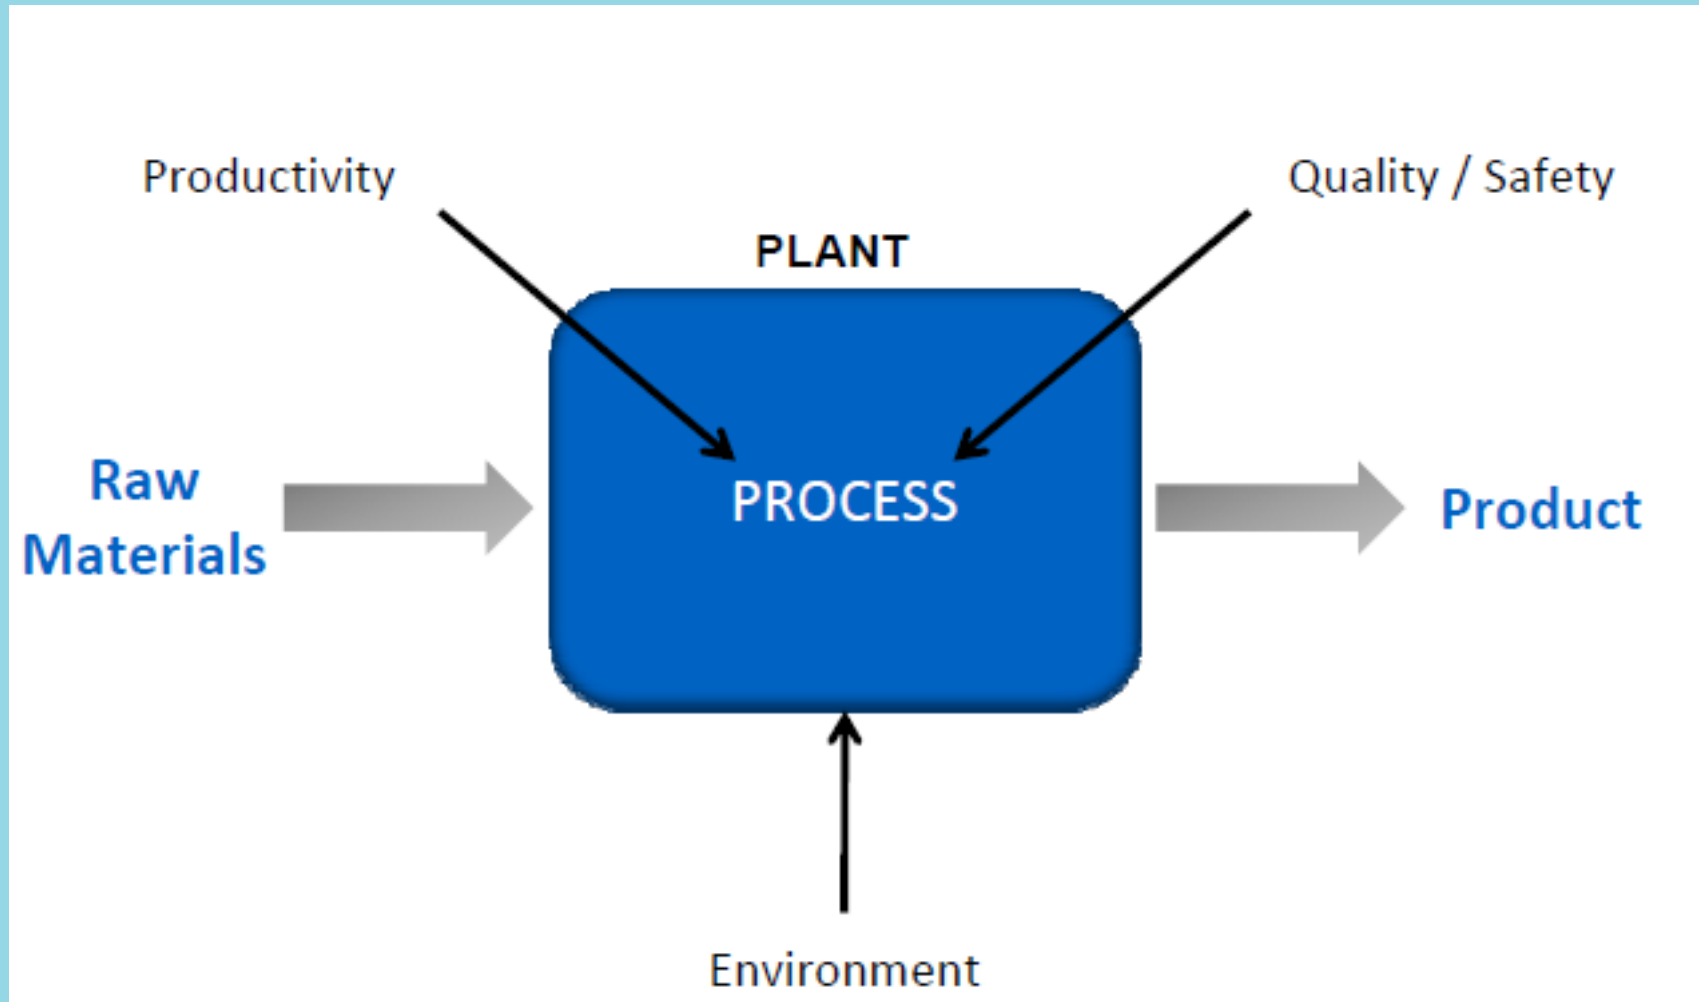 Productivity
Quality / Safety
PLANT
Raw
Materials
PROCESS
Product
Environment